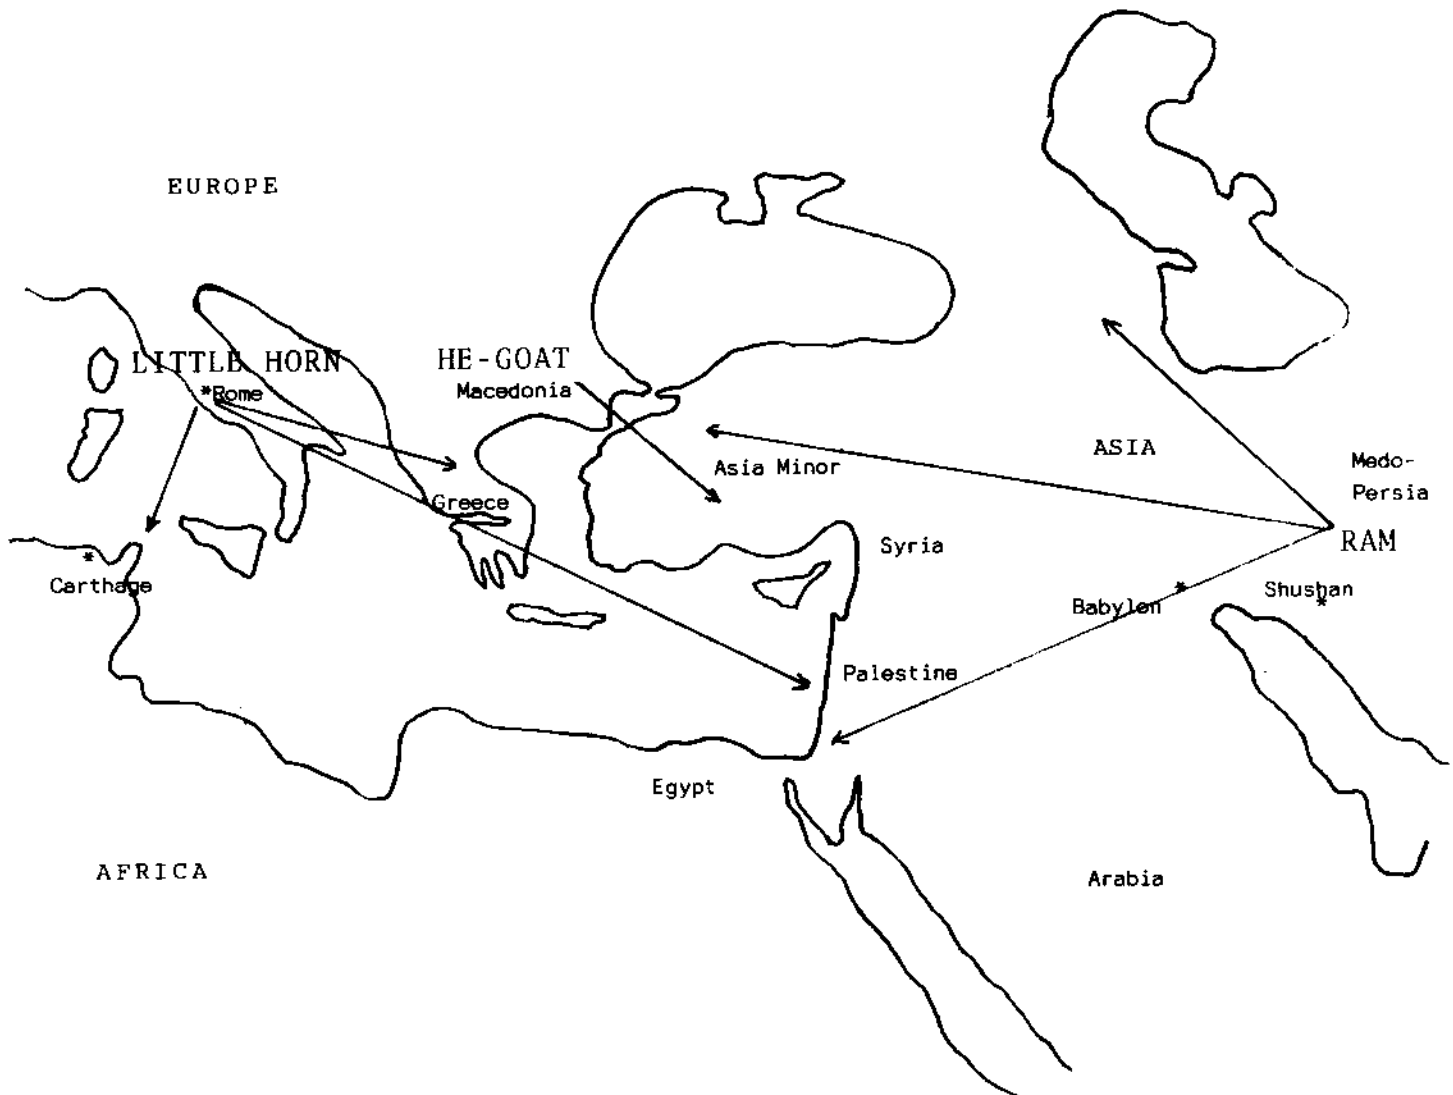 EUROPE
LITTLE HORN
*Rome
HE-GOAT
Macedonia
ASIA
Asia Minor
Medo-
Persia
RAM
Greece
Syria
*
Carthage
*
Babylon
Shushan
*
Palestine
Egypt
AFRICA
Arabia